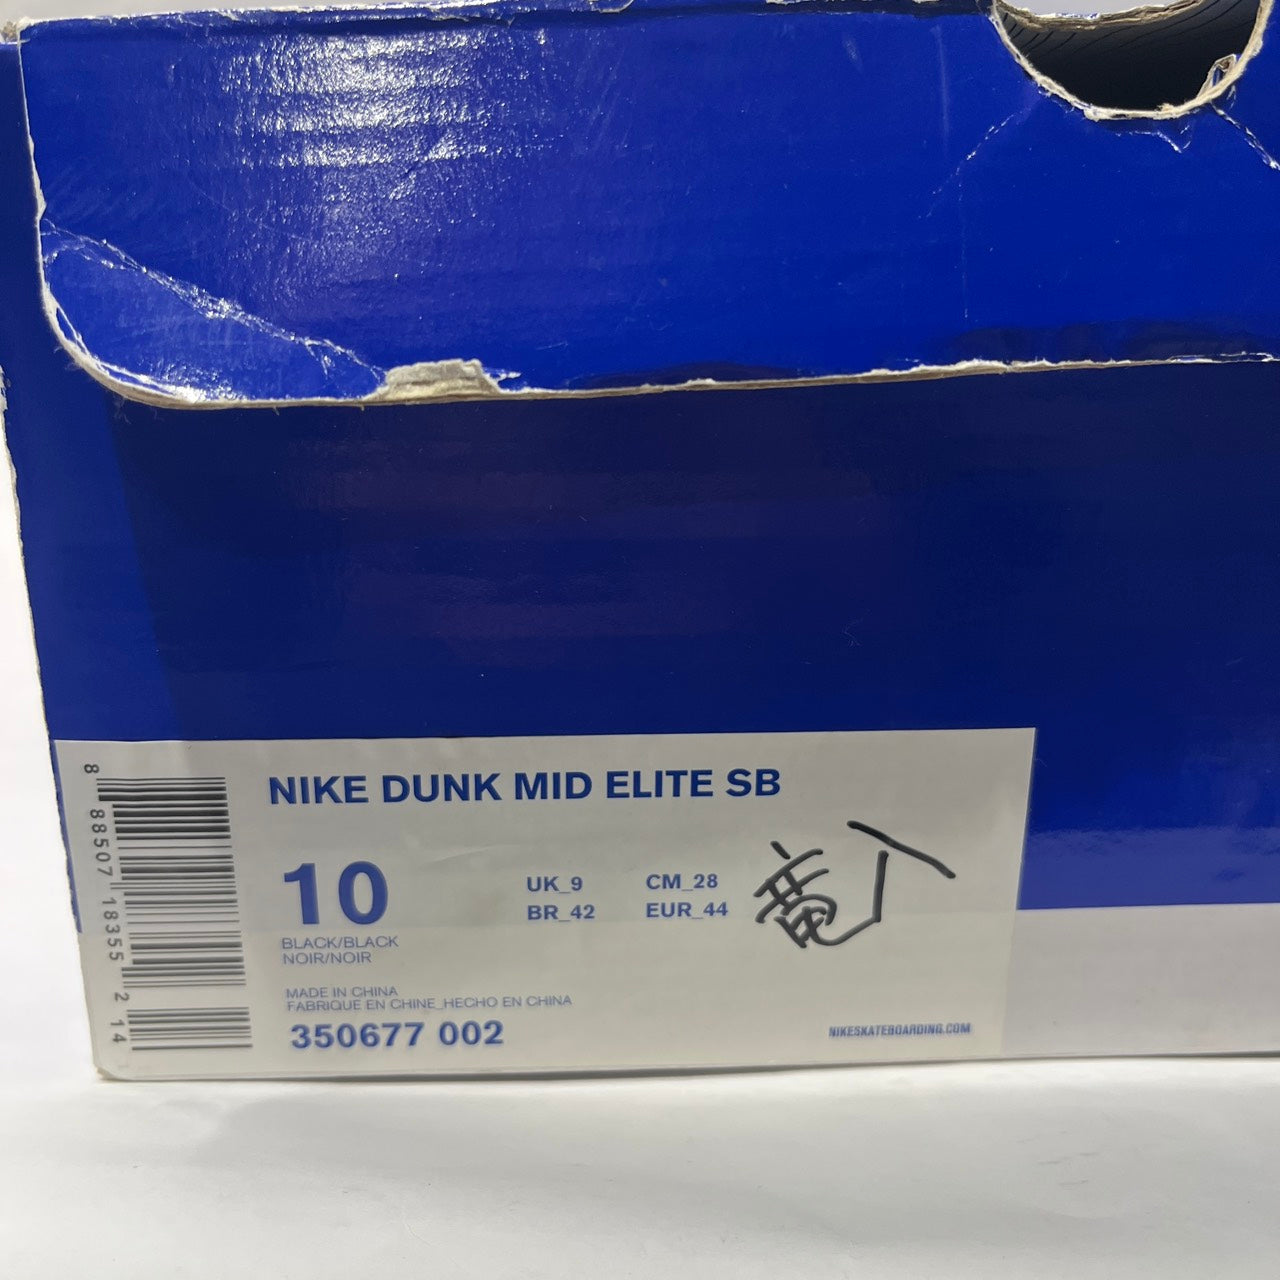 NIKE DUNK MID ELITE SB
10
UK_9 CM_28
BR_42 EUR_44
BLACK/BLACK
NOIR/NOIR
MADE IN CHINA
FABRIQUE EN CHINE_HECHO EN CHINA
350677 002
NIKESKATEBOARDING.COM
8 88507 18355 2 14